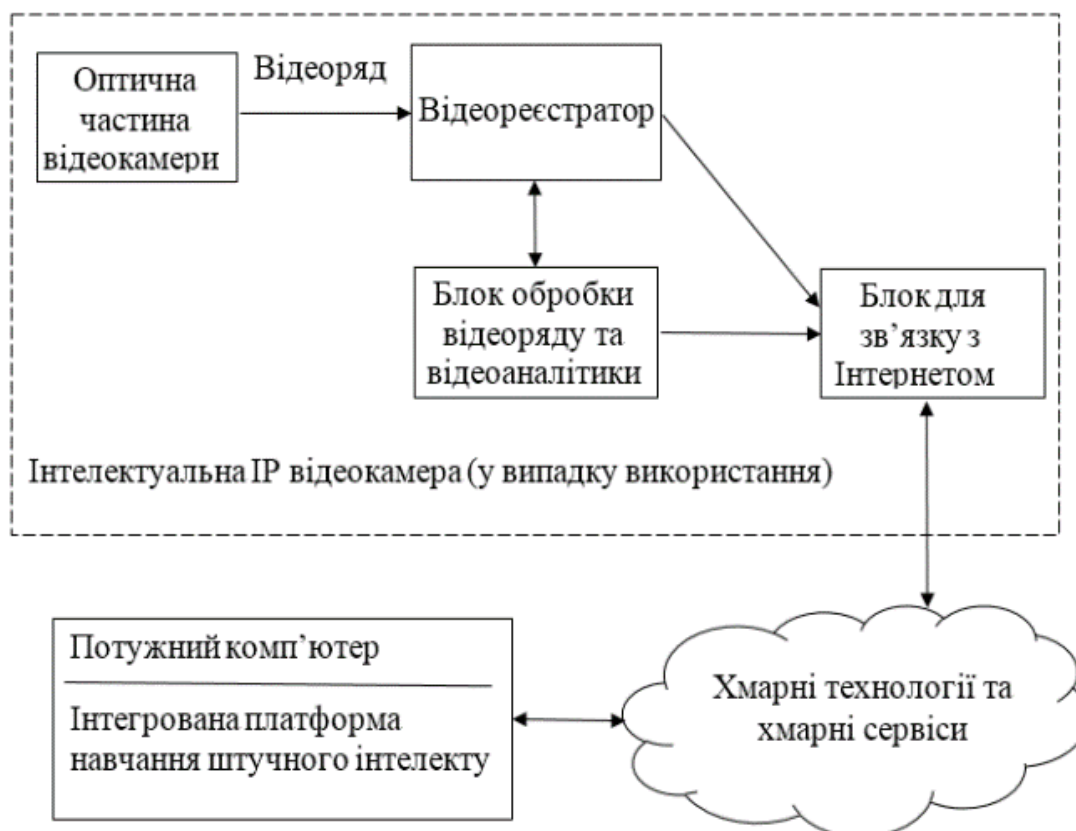 Оптична
частина
відеокамери
Відеоряд
Відеореєстратор
Блок обробки
відеоряду та
відеоаналітики
Блок для
зв’язку з
Інтернетом
Інтелектуальна IP відеокамера (у випадку використання)
Потужний комп’ютер
Інтегрована платформа
навчання штучного інтелекту
Хмарні технології та
хмарні сервіси